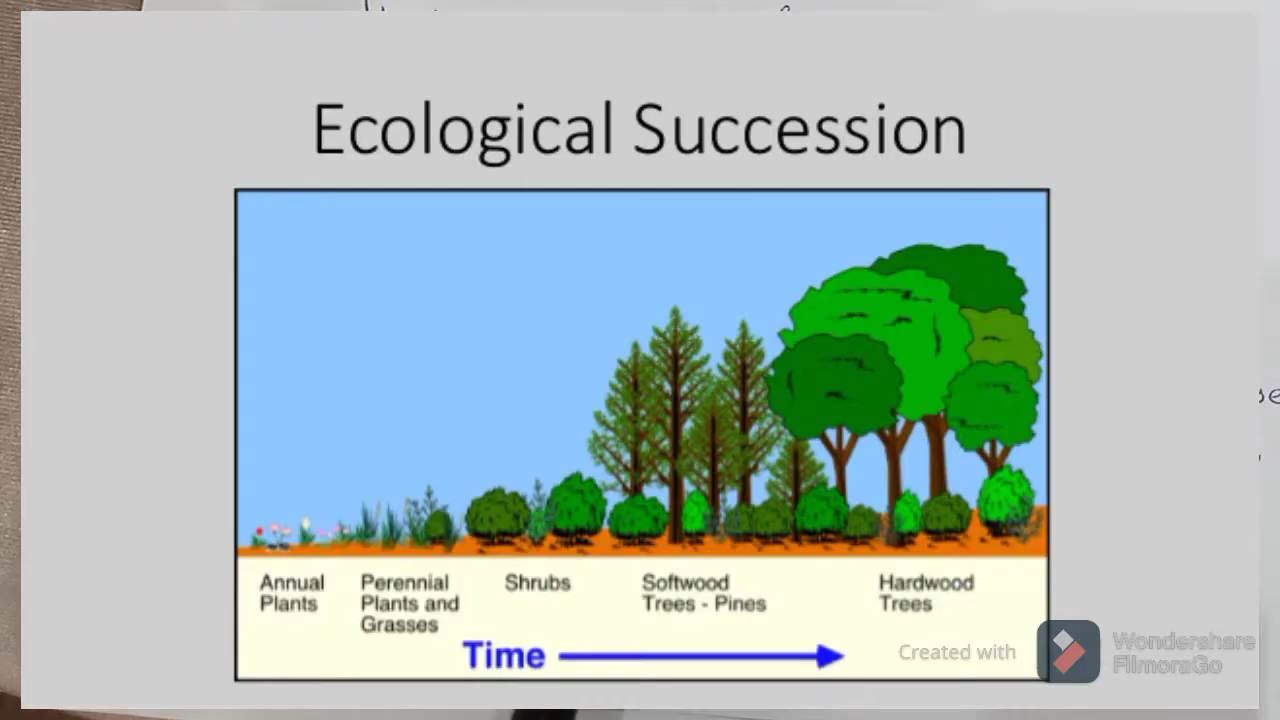 Ecological Succession
Annual
Plants
Perennial
Plants and
Grasses
Shrubs
Softwood
Trees - Pines
Hardwood
Trees
Time
Created with
Wondershare
FilmoraGo